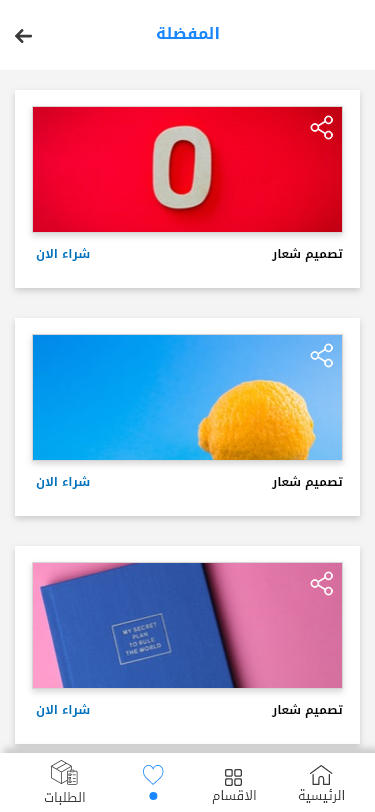 المفضلة
O
تصميم شعار
شراء الان
تصميم شعار
شراء الان
MY SECRET
PLAN
TO RULE
THE WORLD
تصميم شعار
شراء الان
الرئيسية
الاقسام
الطلبات